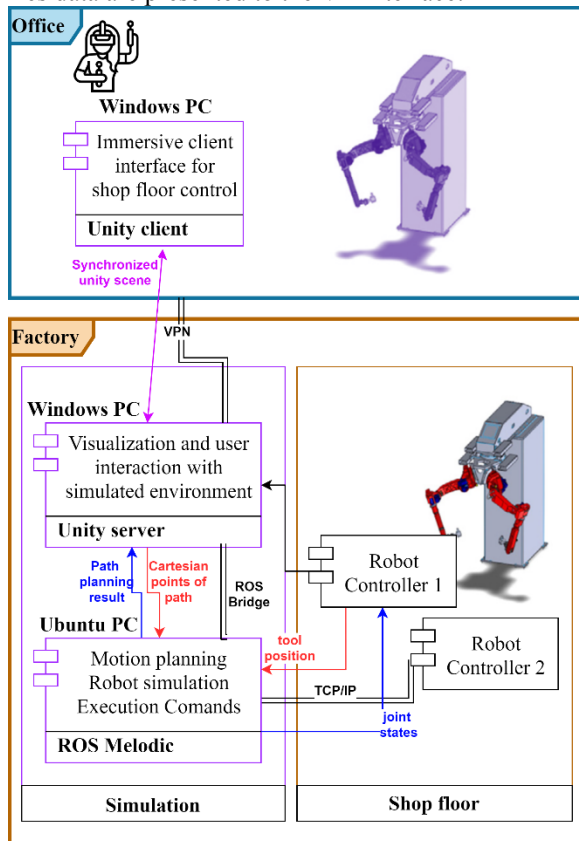 Office
Windows PC
Immersive client
interface for
shop floor control
Unity client
Synchronized
unity scene
VPN
Factory
Windows PC
Visualization and user
interaction with
simulated environment
Unity server
Path
planning
result
Cartesian
points of
path
ROS
Bridge
Robot
Controller 1
Ubuntu PC
tool
position
Robot
Controller 2
Motion planning
Robot simulation
Execution Comands
TCP/IP
joint
states
ROS Melodic
Simulation
Shop floor